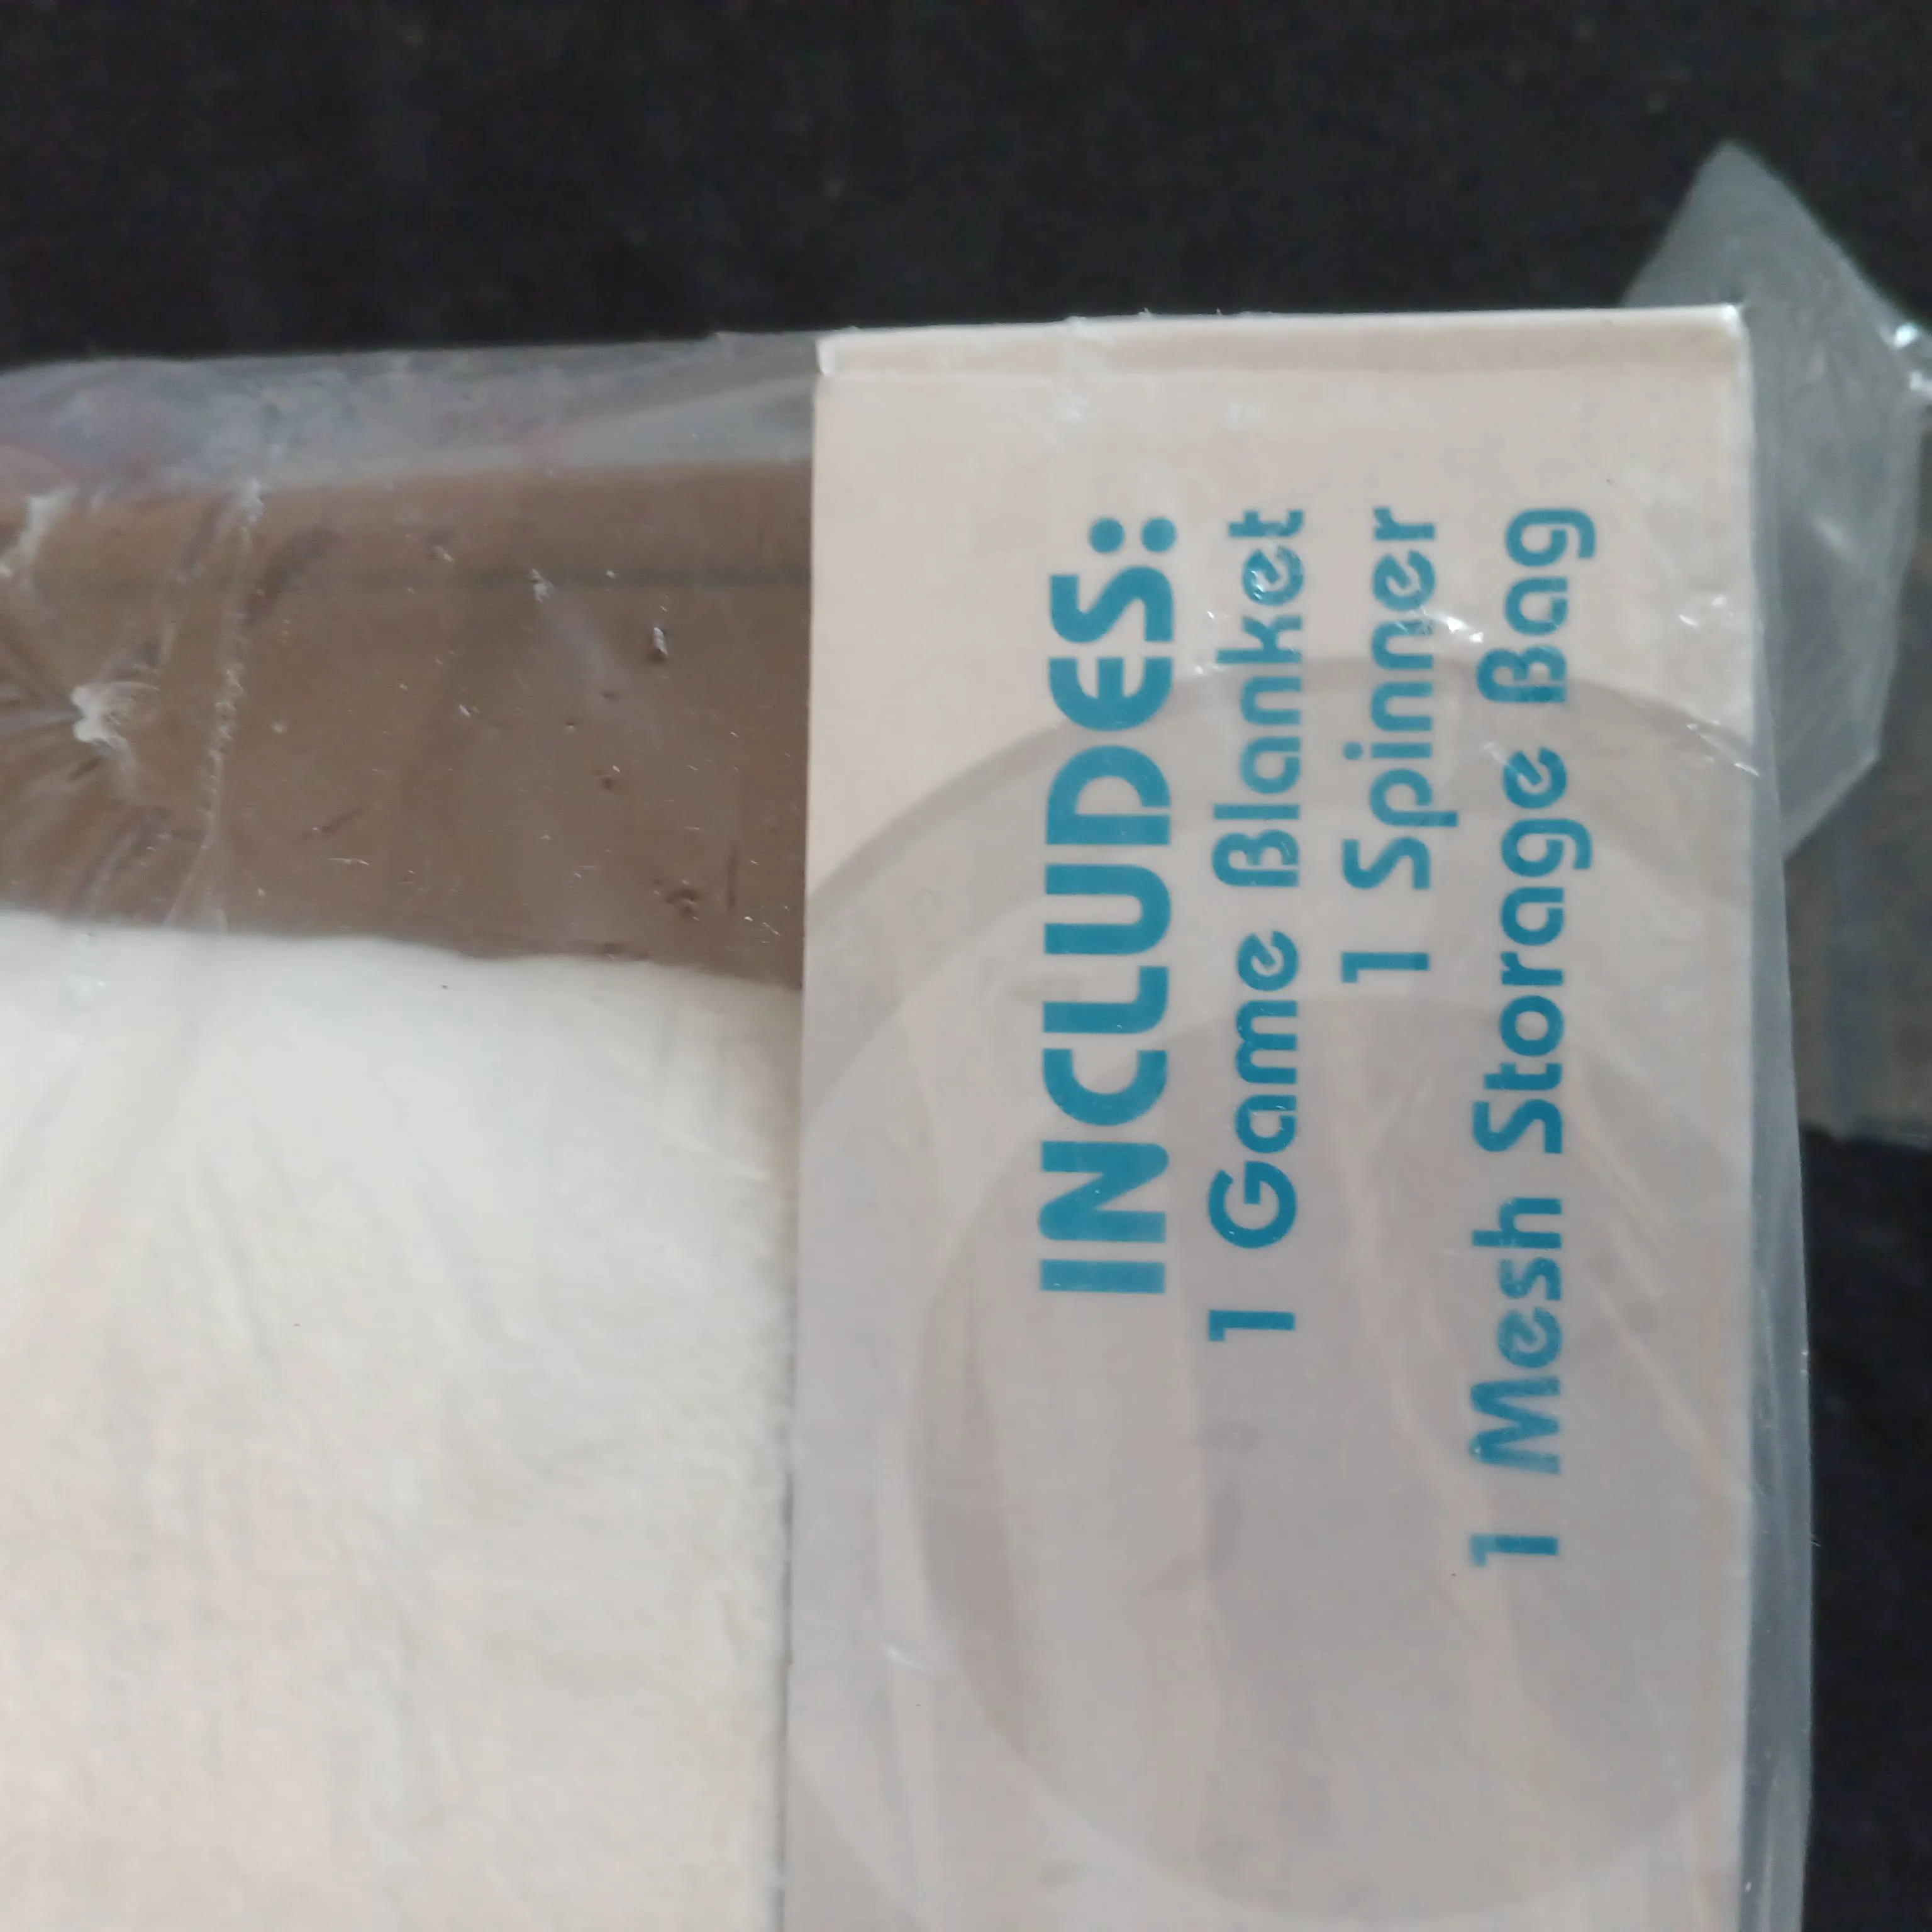 INCLUDES:
1 Game Blanket
1 Spinner
1 Mesh Storage Bag